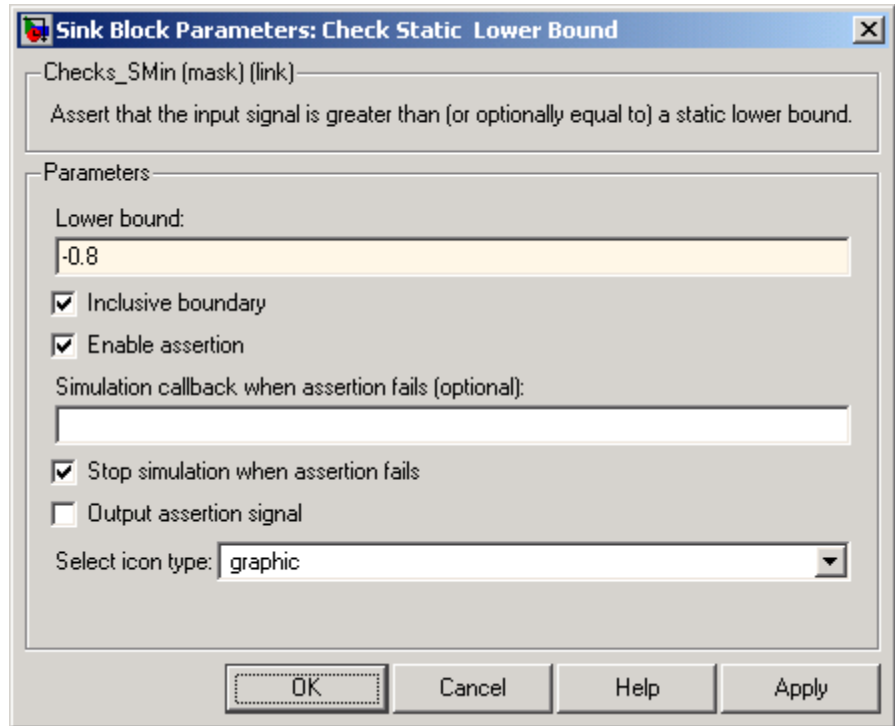 Sink Block Parameters: Check Static  Lower Bound
Checks_SMin (mask) (link)
Assert that the input signal is greater than (or optionally equal to) a static lower bound.
Parameters
Lower bound:
-0.8
Inclusive boundary
Enable assertion
Simulation callback when assertion fails (optional):
Stop simulation when assertion fails
Output assertion signal
Select icon type: graphic
OK Cancel Help Apply